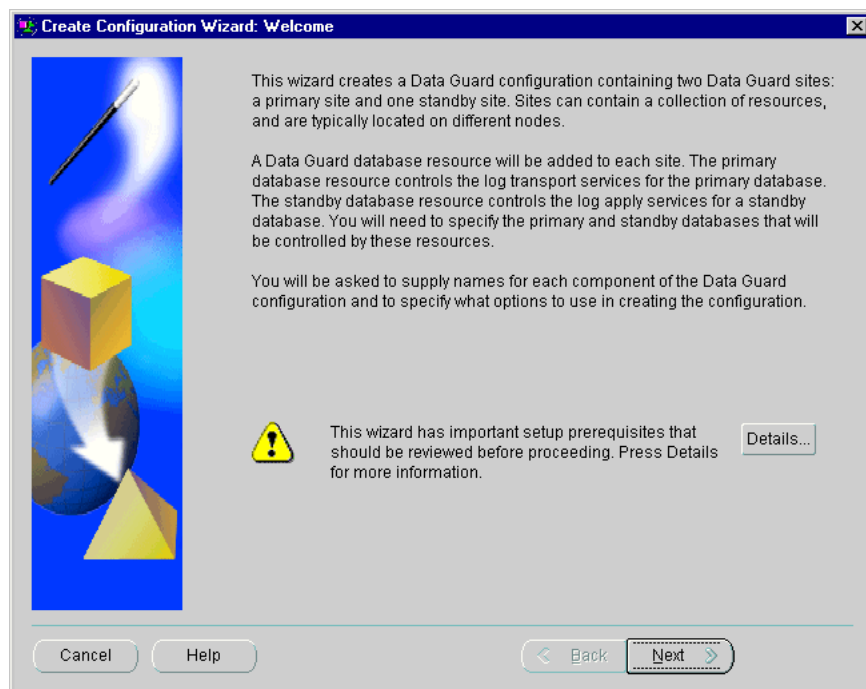 Create Configuration Wizard: Welcome
This wizard creates a Data Guard configuration containing two Data Guard sites:
a primary site and one standby site. Sites can contain a collection of resources,
and are typically located on different nodes.
A Data Guard database resource will be added to each site. The primary
database resource controls the log transport services for the primary database.
The standby database resource controls the log apply services for a standby
database. You will need to specify the primary and standby databases that will
be controlled by these resources.
You will be asked to supply names for each component of the Data Guard
configuration and to specify what options to use in creating the configuration.
This wizard has important setup prerequisites that
should be reviewed before proceeding. Press Details
for more information.
Details...
Cancel
Help
Back
Next